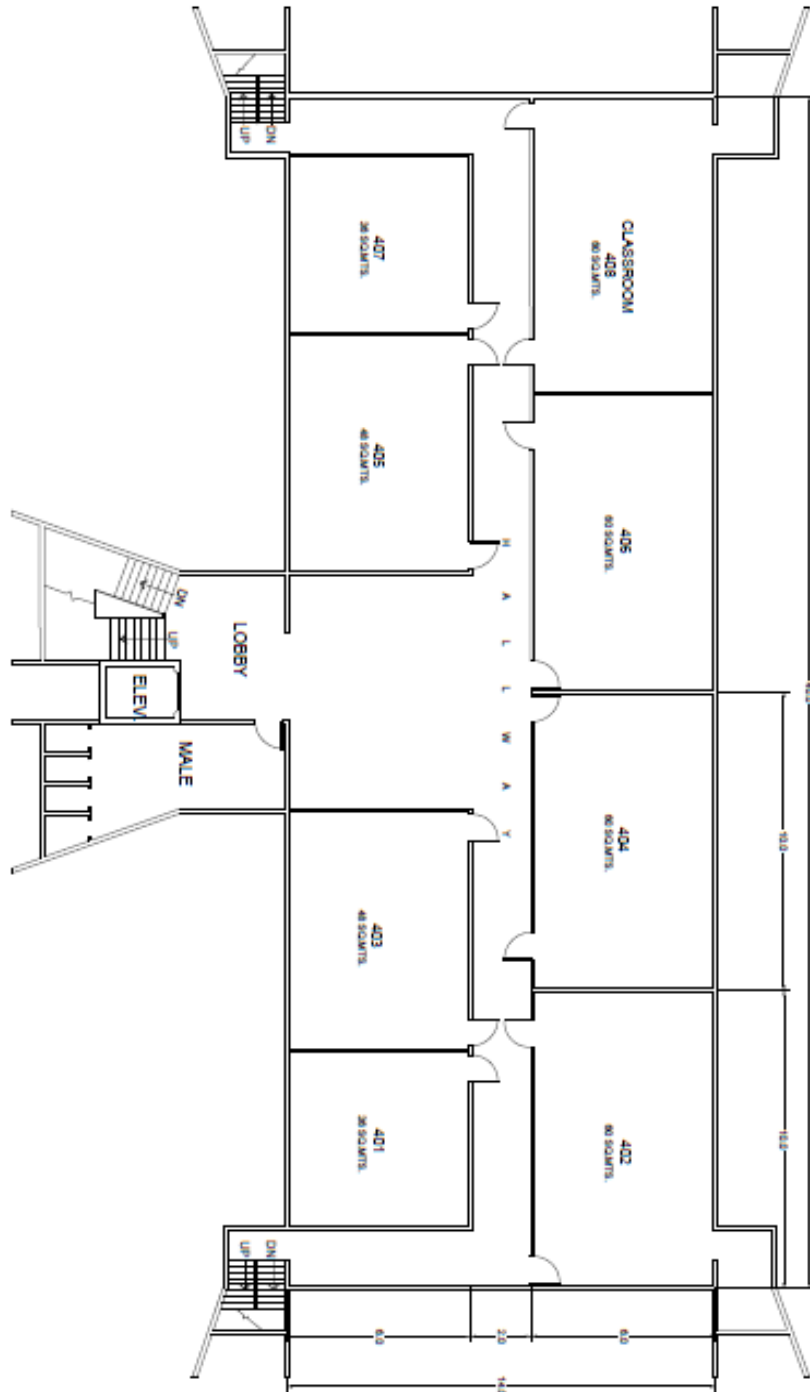 DN
UP
407
36 SQ.MTS.
CLASSROOM
408
60 SQ.MTS.
405
48 SQ.MTS.
406
60 SQ.MTS.
HALLWAY
DN
UP
LOBBY
ELEV.
MALE
404
60 SQ.MTS.
10.0
403
48 SQ.MTS.
401
36 SQ.MTS.
402
60 SQ.MTS.
10.0
DN
UP
6.0
2.0
6.0